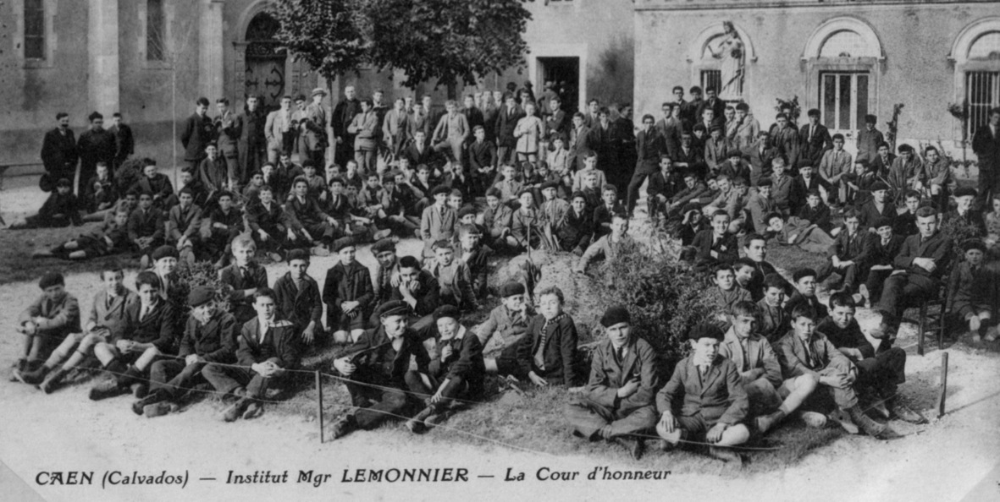 CAEN (Calvados) — Institut Mgr LEMONNIER — La Cour d'honneur